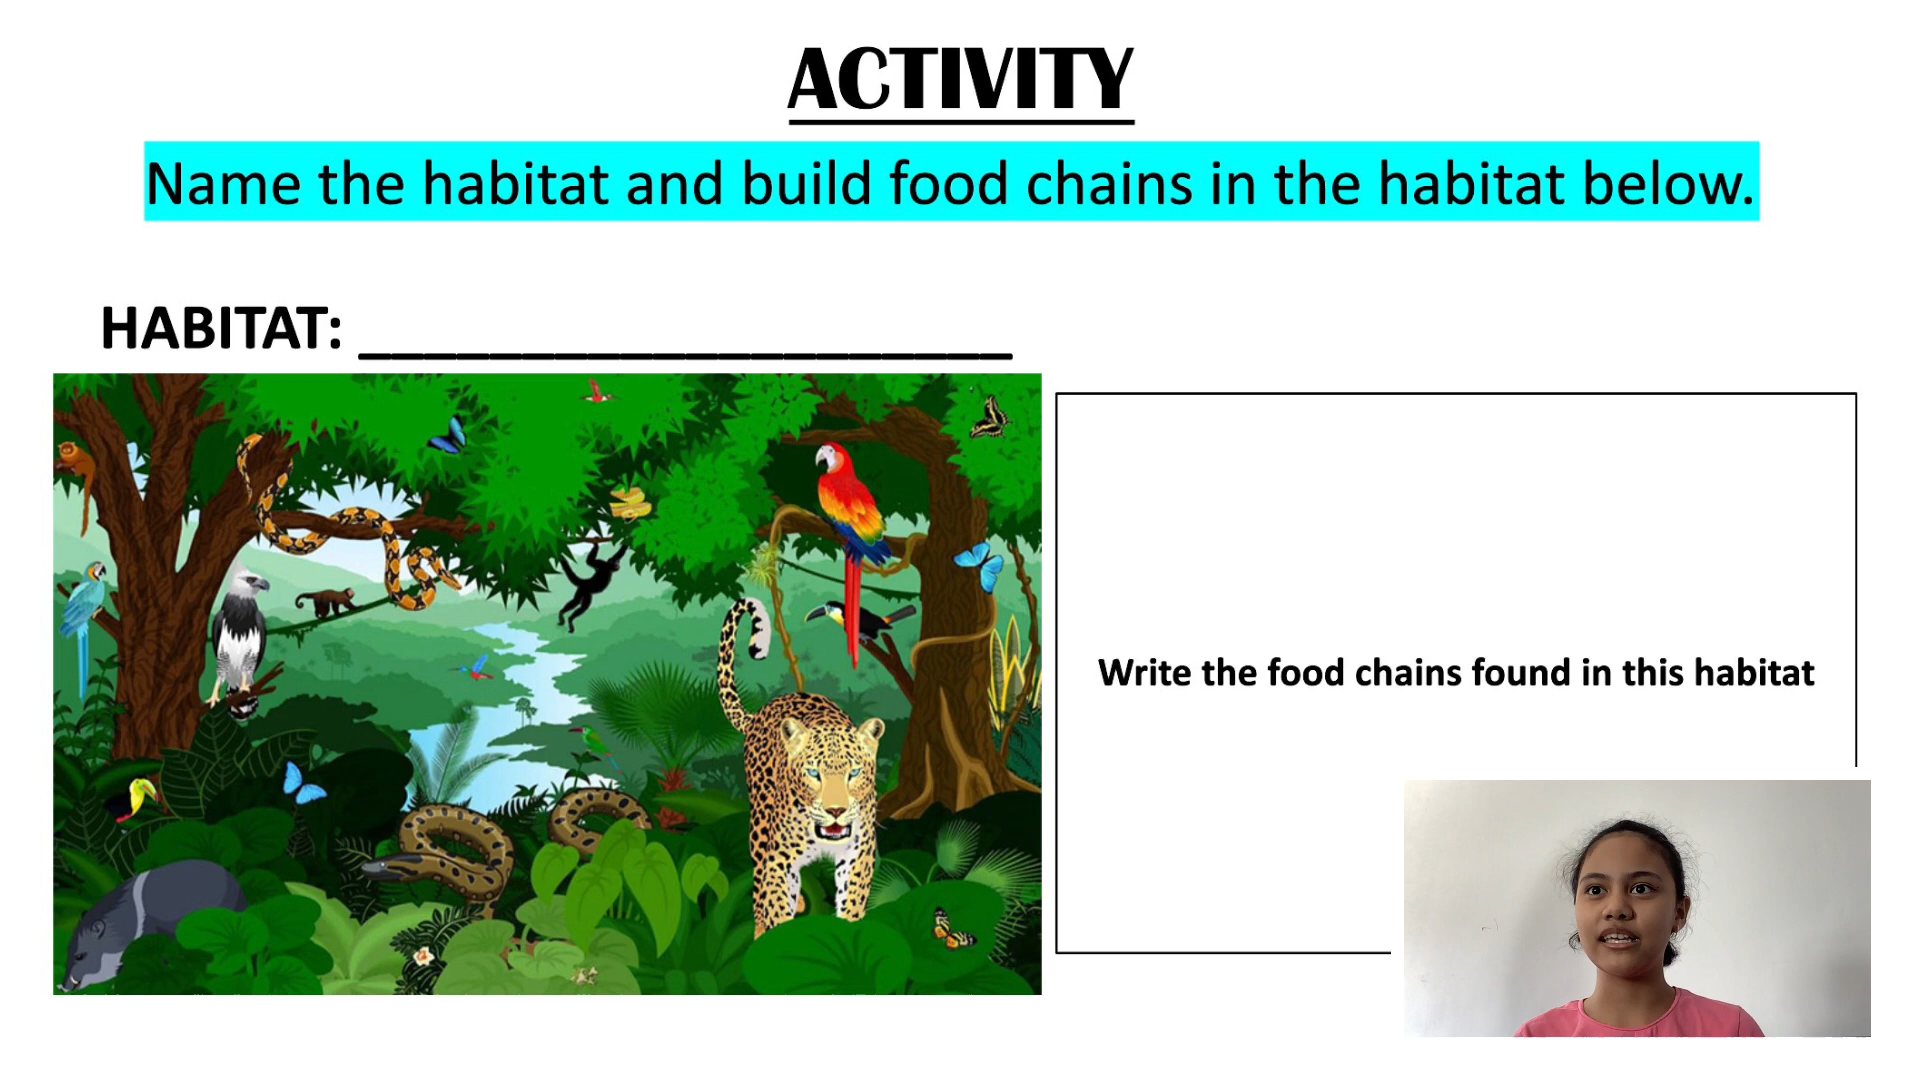 ACTIVITY
Name the habitat and build food chains in the habitat below.
HABITAT: ____________________
Write the food chains found in this habitat